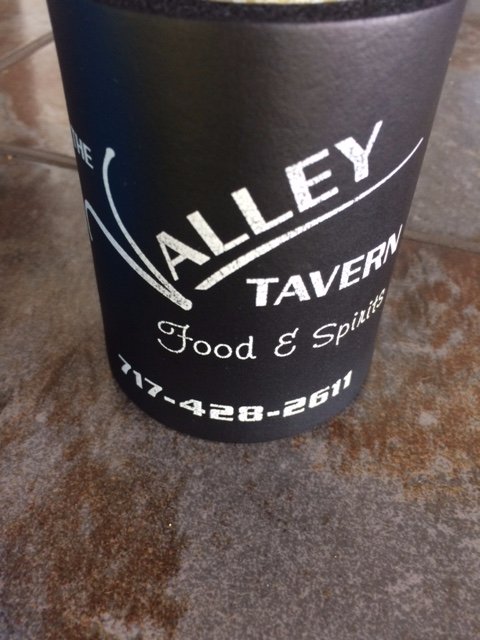 THE
VALLEY
TAVERN
Food & Spirits
717-428-2611